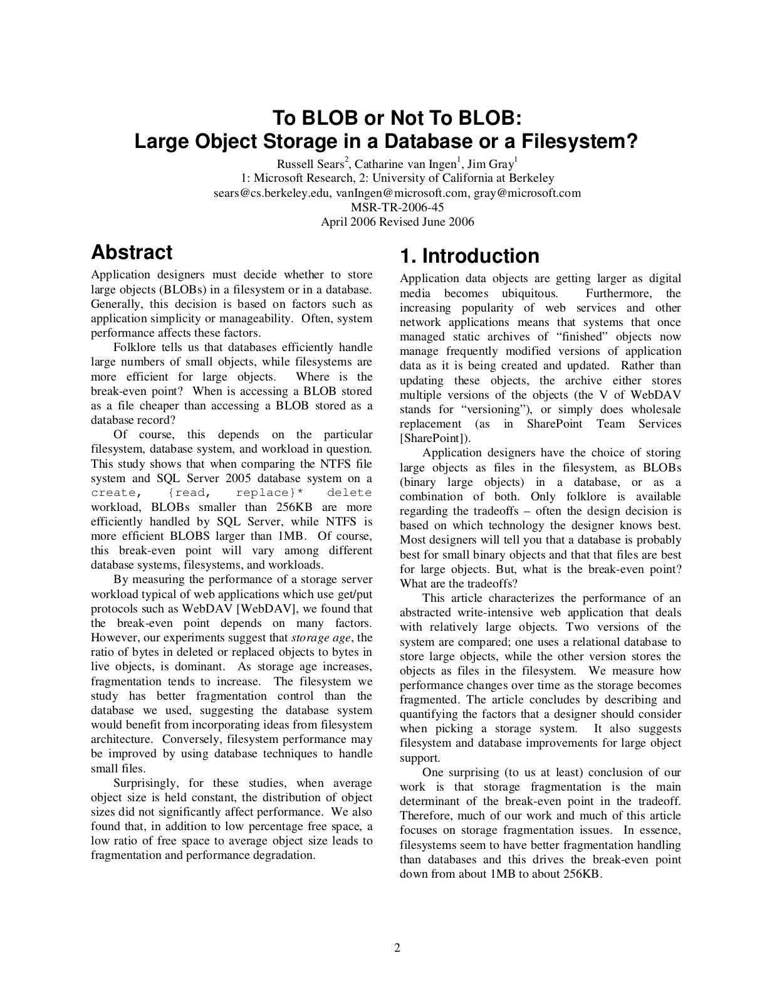 To BLOB or Not To BLOB:
Large Object Storage in a Database or a Filesystem?
Russell Sears2, Catharine van Ingen1, Jim Gray1
1: Microsoft Research, 2: University of California at Berkeley
sears@cs.berkeley.edu, vanIngen@microsoft.com, gray@microsoft.com
MSR-TR-2006-45
April 2006 Revised June 2006
Abstract
Application designers must decide whether to store
large objects (BLOBs) in a filesystem or in a database.
Generally, this decision is based on factors such as
application simplicity or manageability. Often, system
performance affects these factors.
Folklore tells us that databases efficiently handle
large numbers of small objects, while filesystems are
more efficient for large objects. Where is the
break-even point? When is accessing a BLOB stored
as a file cheaper than accessing a BLOB stored as a
database record?
Of course, this depends on the particular
filesystem, database system, and workload in question.
This study shows that when comparing the NTFS file
system and SQL Server 2005 database system on a
create, {read, replace}* delete
workload, BLOBs smaller than 256KB are more
efficiently handled by SQL Server, while NTFS is
more efficient BLOBS larger than 1MB. Of course,
this break-even point will vary among different
database systems, filesystems, and workloads.
By measuring the performance of a storage server
workload typical of web applications which use get/put
protocols such as WebDAV [WebDAV], we found that
the break-even point depends on many factors.
However, our experiments suggest that storage age, the
ratio of bytes in deleted or replaced objects to bytes in
live objects, is dominant. As storage age increases,
fragmentation tends to increase. The filesystem we
study has better fragmentation control than the
database we used, suggesting the database system
would benefit from incorporating ideas from filesystem
architecture. Conversely, filesystem performance may
be improved by using database techniques to handle
small files.
Surprisingly, for these studies, when average
object size is held constant, the distribution of object
sizes did not significantly affect performance. We also
found that, in addition to low percentage free space, a
low ratio of free space to average object size leads to
fragmentation and performance degradation.
1. Introduction
Application data objects are getting larger as digital
media becomes ubiquitous. Furthermore, the
increasing popularity of web services and other
network applications means that systems that once
managed static archives of “finished” objects now
manage frequently modified versions of application
data as it is being created and updated. Rather than
updating these objects, the archive either stores
multiple versions of the objects (the V of WebDAV
stands for “versioning”), or simply does wholesale
replacement (as in SharePoint Team Services
[SharePoint]).
Application designers have the choice of storing
large objects as files in the filesystem, as BLOBs
(binary large objects) in a database, or as a
combination of both. Only folklore is available
regarding the tradeoffs – often the design decision is
based on which technology the designer knows best.
Most designers will tell you that a database is probably
best for small binary objects and that that files are best
for large objects. But, what is the break-even point?
What are the tradeoffs?
This article characterizes the performance of an
abstracted write-intensive web application that deals
with relatively large objects. Two versions of the
system are compared; one uses a relational database to
store large objects, while the other version stores the
objects as files in the filesystem. We measure how
performance changes over time as the storage becomes
fragmented. The article concludes by describing and
quantifying the factors that a designer should consider
when picking a storage system. It also suggests
filesystem and database improvements for large object
support.
One surprising (to us at least) conclusion of our
work is that storage fragmentation is the main
determinant of the break-even point in the tradeoff.
Therefore, much of our work and much of this article
focuses on storage fragmentation issues. In essence,
filesystems seem to have better fragmentation handling
than databases and this drives the break-even point
down from about 1MB to about 256KB.
2